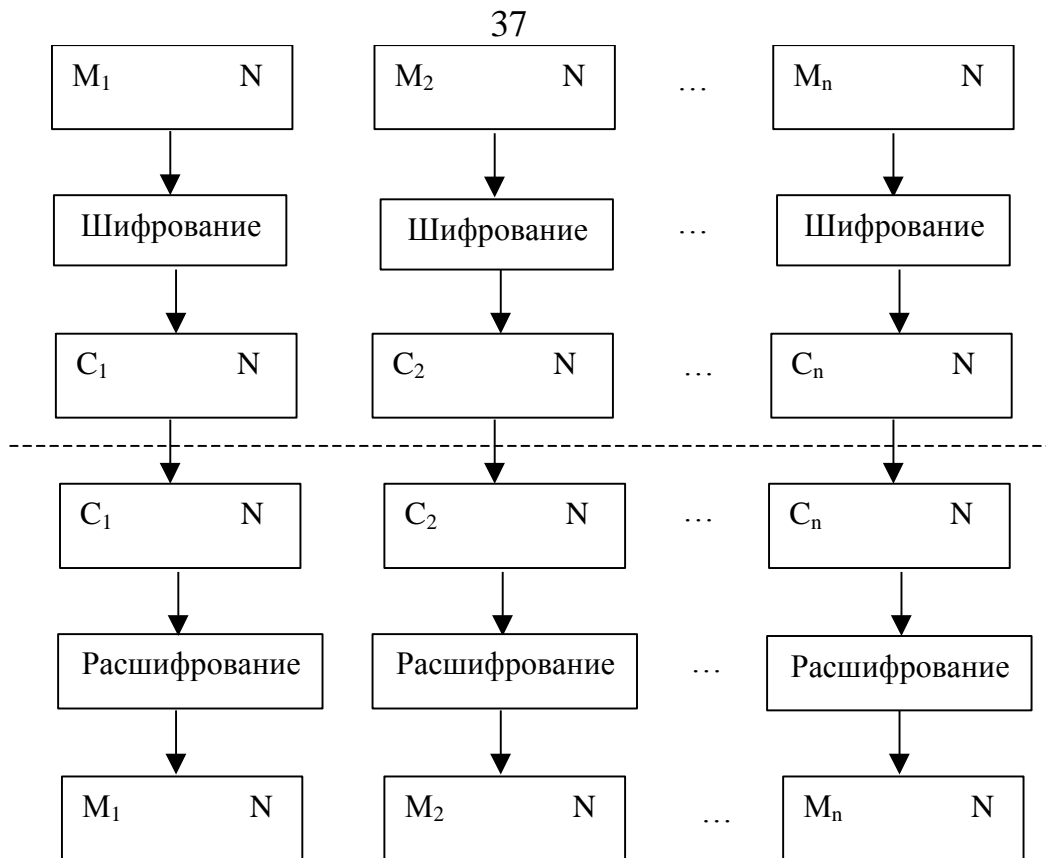 37
M₁ N M₂ N ... Mₙ N
Шифрование Шифрование ... Шифрование
C₁ N C₂ N ... Cₙ N
C₁ N C₂ N ... Cₙ N
Расшифрование Расшифрование ... Расшифрование
M₁ N M₂ N ... Mₙ N